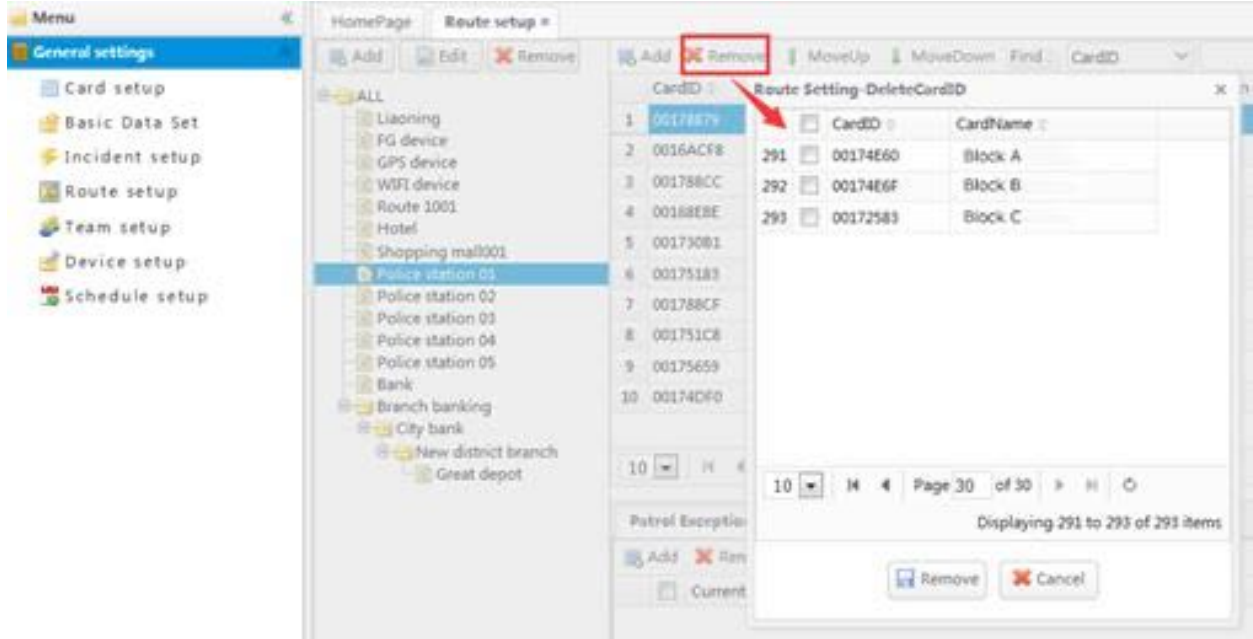 Menu
General settings
Card setup
Basic Data Set
Incident setup
Route setup
Team setup
Device setup
Schedule setup
HomePage Route setup
Add Edit Remove
ALL
Liaoning
FG device
GPS device
WIFI device
Route 1001
Hotel
Shopping mall001
Police station 01
Police station 02
Police station 03
Police station 04
Police station 05
Bank
Branch banking
City bank
New district branch
Great depot
Add Remove MoveUp MoveDown Find: CardID
CardID
1 00178679
2 0016ACF8
3 001788CC
4 00168E8E
5 001730B1
6 00175183
7 001788CF
8 001751C8
9 00175659
10 00174DF0
10
Patrol Exceptio
Add Rem
Current
Route Setting-DeleteCardID
CardID CardName
291 00174E60 Block A
292 00174E6F Block B
293 00172583 Block C
10 Page 30 of 30
Displaying 291 to 293 of 293 items
Remove Cancel